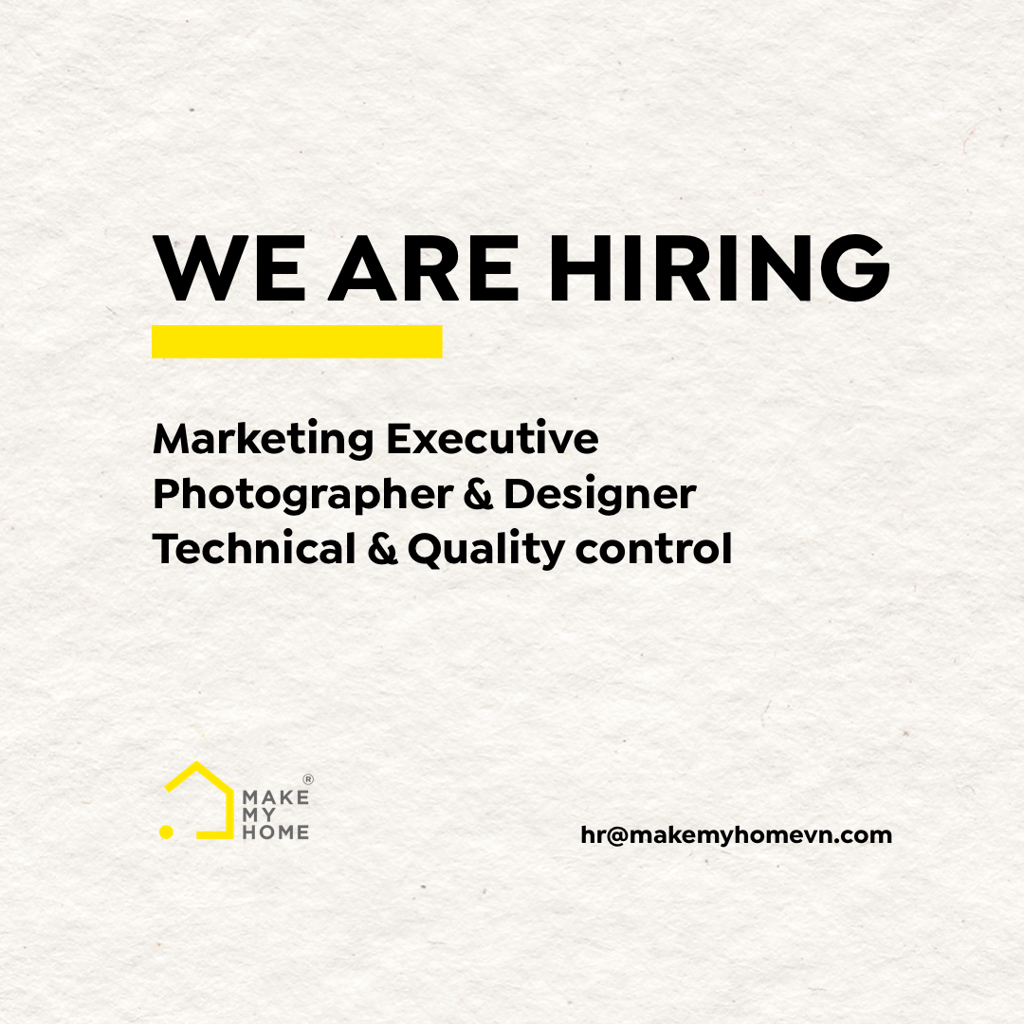 WE ARE HIRING
Marketing Executive
Photographer & Designer
Technical & Quality control
MAKE
MY
HOME
®
hr@makemyhomevn.com